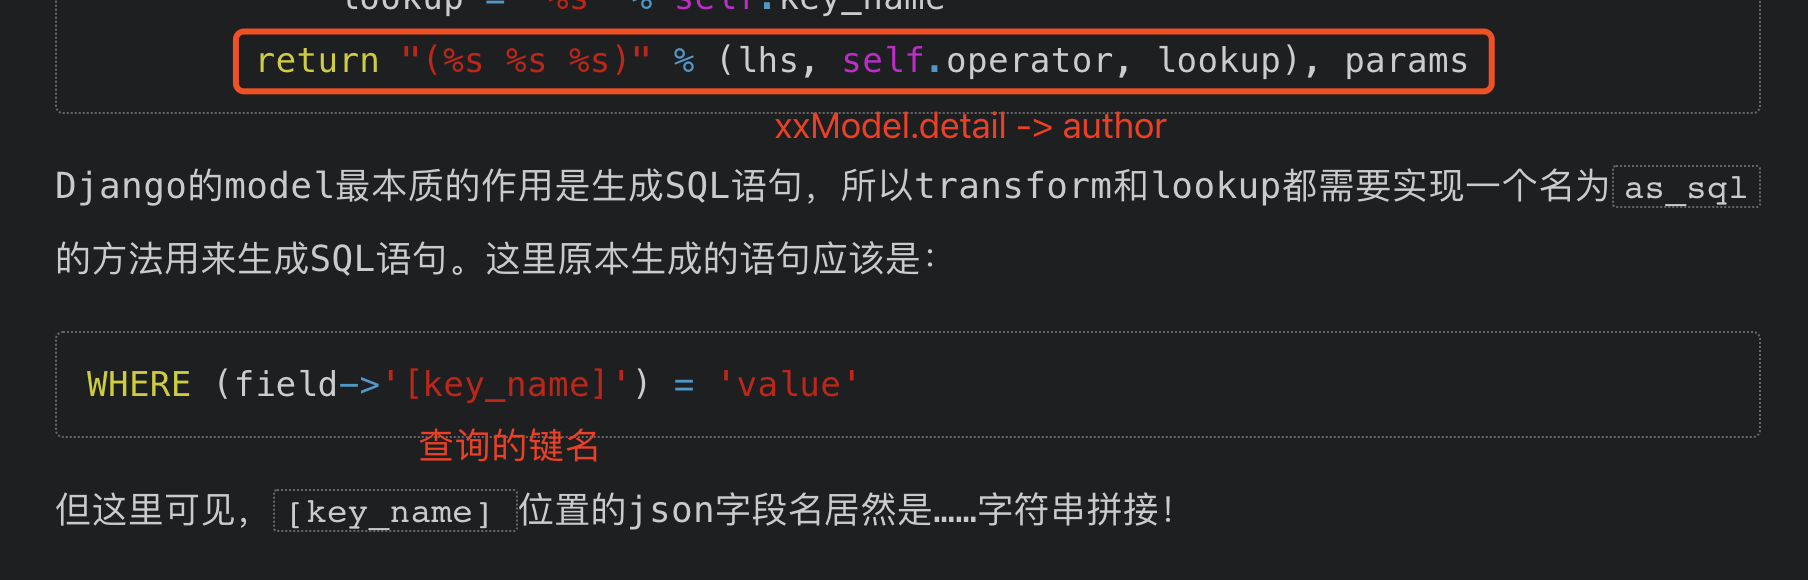 lookup = "'%s'" % self.key_name
return "(%s %s %s)" % (lhs, self.operator, lookup), params
xxModel.detail -> author
Django的model最本质的作用是生成SQL语句，所以transform和lookup都需要实现一个名为as_sql
的方法用来生成SQL语句。这里原本生成的语句应该是：
WHERE (field->'[key_name]') = 'value'
查询的键名
但这里可见，[key_name]位置的json字段名居然是……字符串拼接！